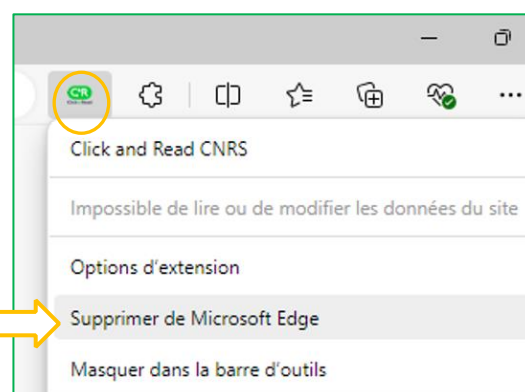 C'R
Click and Read CNRS
Impossible de lire ou de modifier les données du site
Options d'extension
Supprimer de Microsoft Edge
Masquer dans la barre d'outils